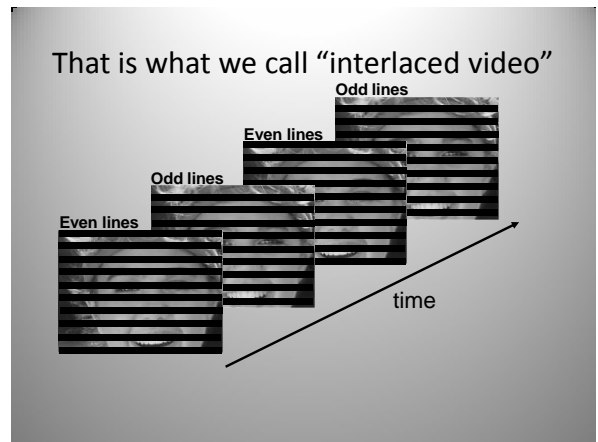 That is what we call “interlaced video”
Odd lines
Even lines
Odd lines
Even lines
time